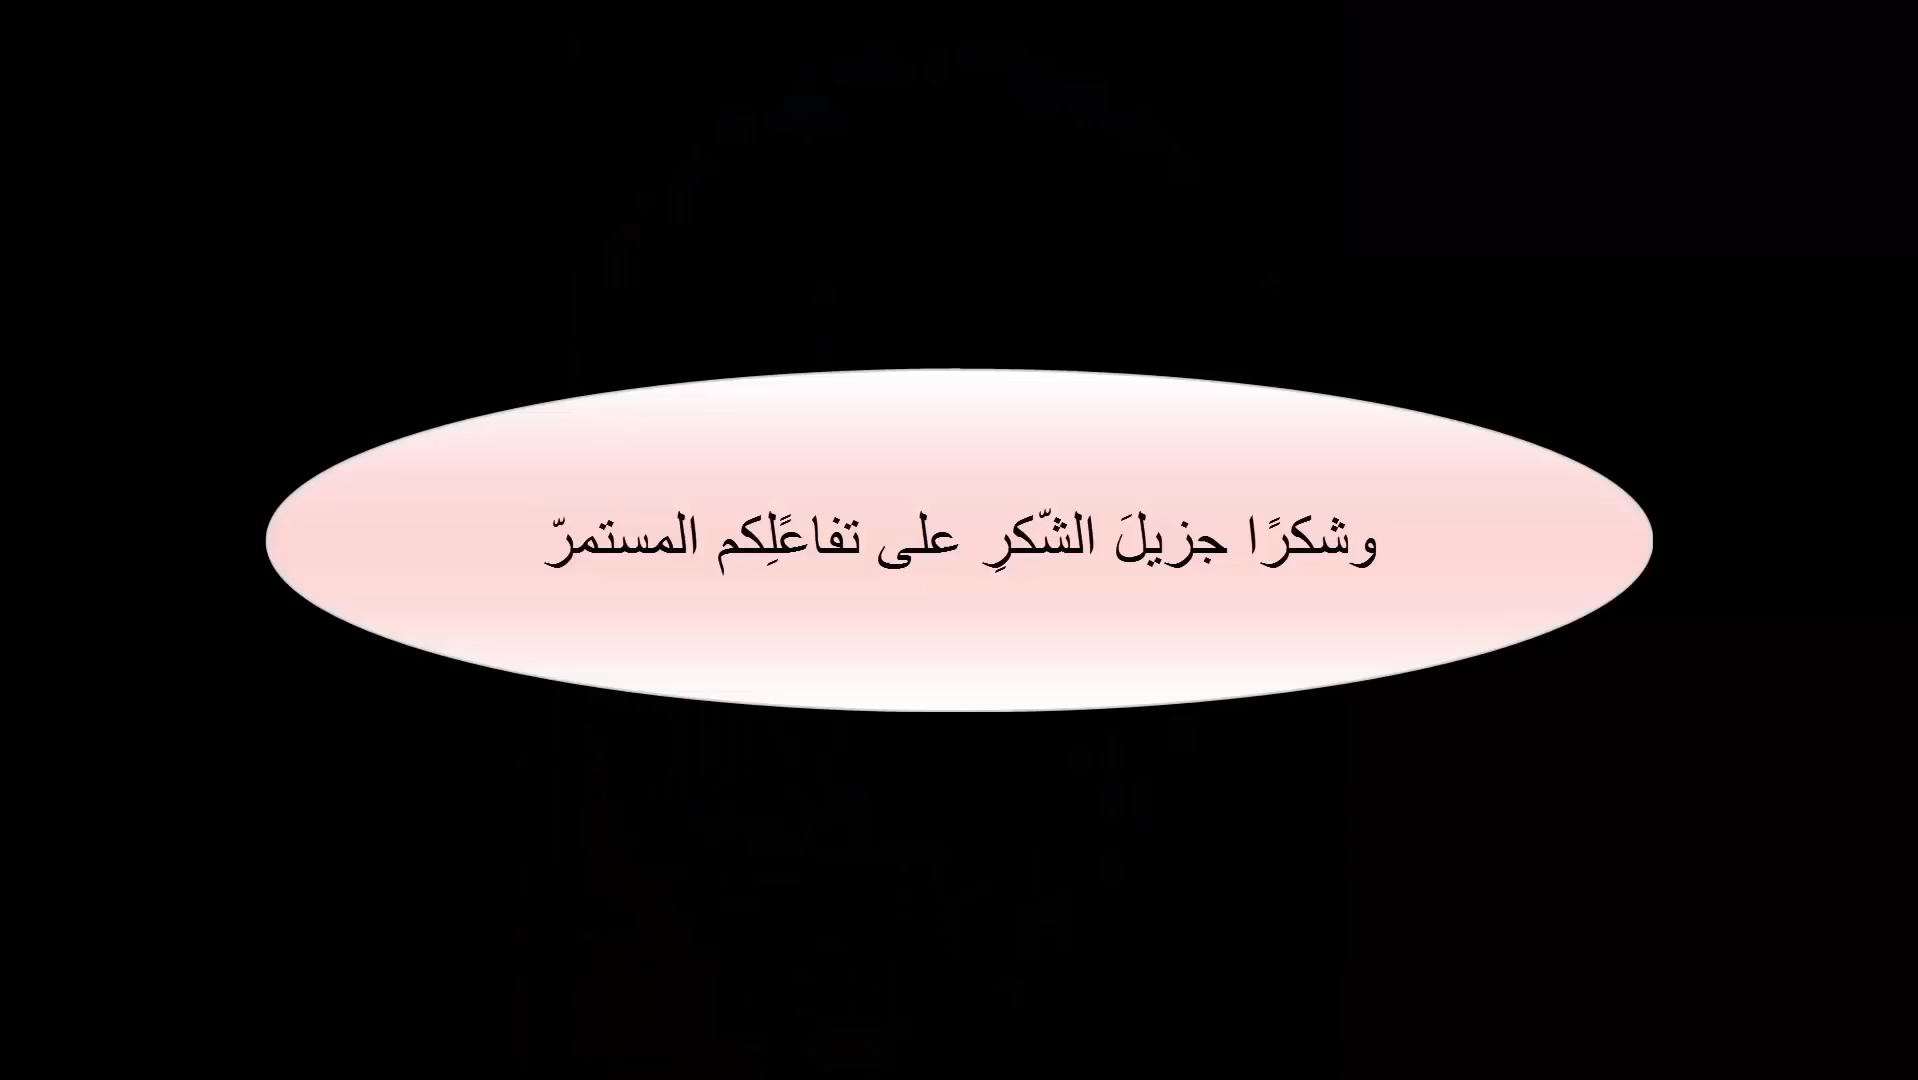 وشكرًا جزيلَ الشّكرٍ على تفاعًلِكم المستمرّ